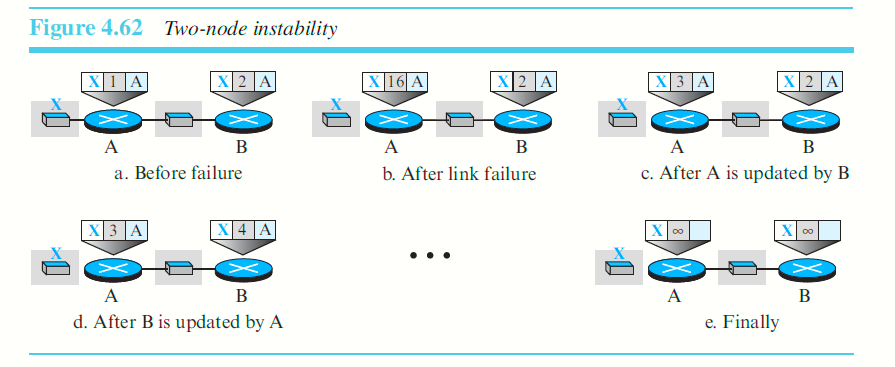 Figure 4.62 Two-node instability
X 1 A
X 2 A
X 16 A
X 2 A
X 3 A
X 2 A
X
X
X
A
B
A
B
A
B
a. Before failure
b. After link failure
c. After A is updated by B
X 3 A
X 4 A
X ∞
X ∞
X
• • •
X
A
B
A
B
d. After B is updated by A
e. Finally